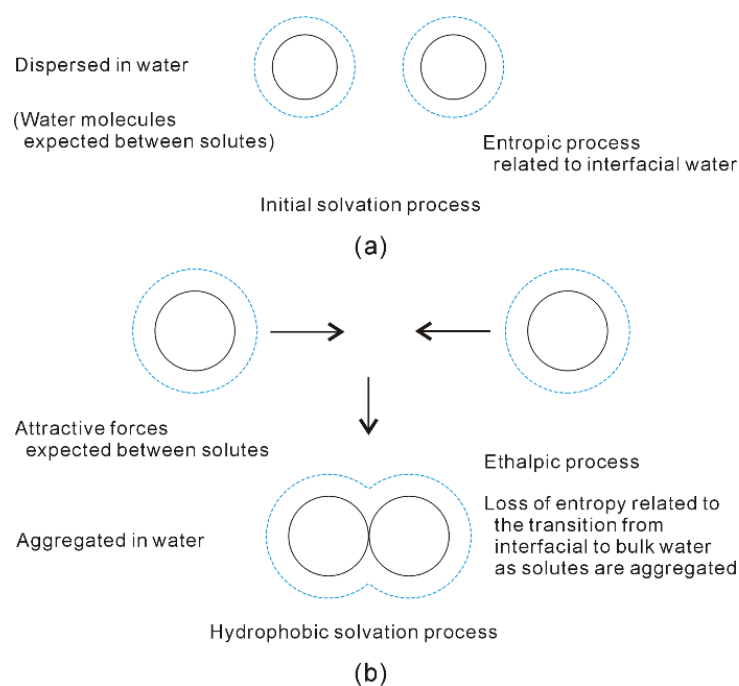 Dispersed in water
(Water molecules
expected between solutes)
Entropic process
related to interfacial water
Initial solvation process
(a)
Attractive forces
expected between solutes
Ethalpic process
Loss of entropy related to
the transition from
interfacial to bulk water
as solutes are aggregated
Aggregated in water
Hydrophobic solvation process
(b)